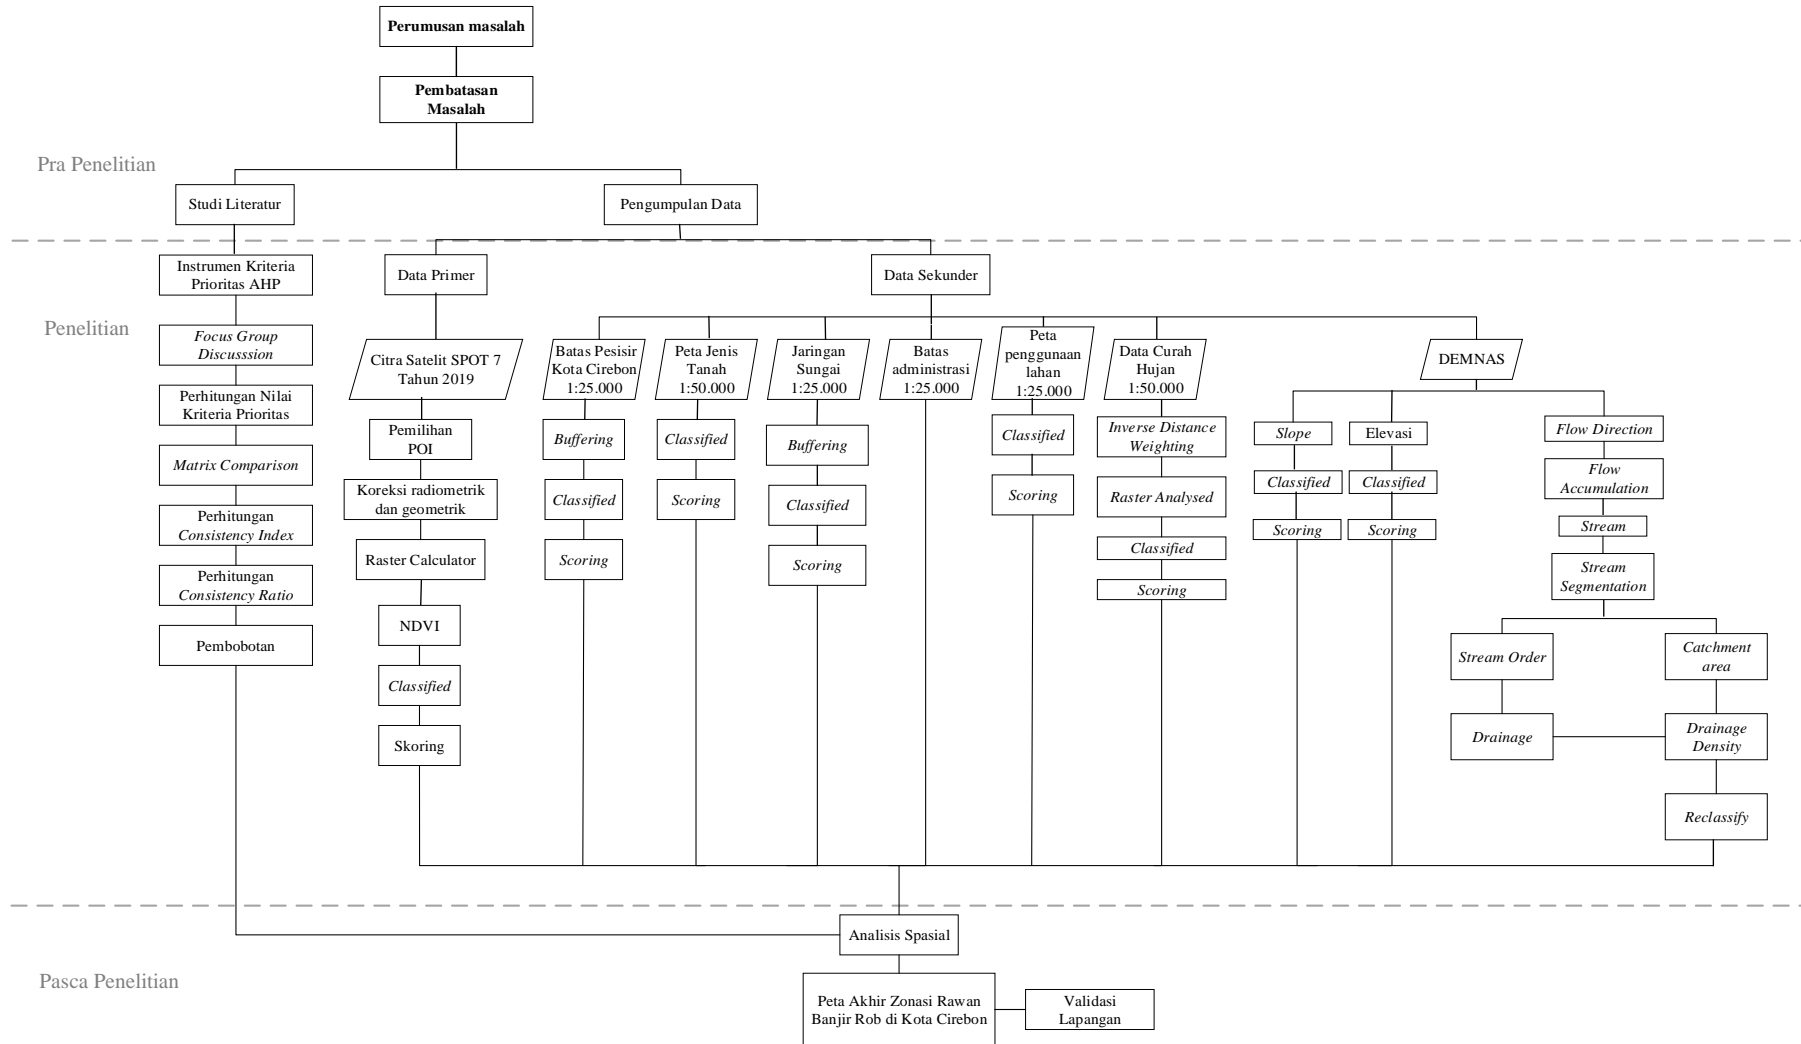 Perumusan masalah
Pembatasan
Masalah
Pra Penelitian
Studi Literatur
Pengumpulan Data
Instrumen Kriteria
Prioritas AHP
Data Primer
Data Sekunder
Penelitian
Focus Group
Discusssion
Perhitungan Nilai
Kriteria Prioritas
Matrix Comparison
Perhitungan
Consistency Index
Perhitungan
Consistency Ratio
Pembobotan
Citra Satelit SPOT 7
Tahun 2019
Pemilihan
POI
Koreksi radiometrik
dan geometrik
Raster Calculator
NDVI
Classified
Skoring
Batas Pesisir
Kota Cirebon
1:25.000
Buffering
Classified
Scoring
Peta Jenis
Tanah
1:50.000
Classified
Scoring
Jaringan
Sungai
1:25.000
Buffering
Classified
Scoring
Batas
administrasi
1:25.000
Peta
penggunaan
lahan
1:25.000
Classified
Scoring
Data Curah
Hujan
1:50.000
Inverse Distance
Weighting
Raster Analysed
Classified
Scoring
DEMNAS
Slope
Classified
Scoring
Elevasi
Classified
Scoring
Flow Direction
Flow
Accumulation
Stream
Stream
Segmentation
Stream Order
Catchment
area
Drainage
Drainage
Density
Reclassify
Analisis Spasial
Pasca Penelitian
Peta Akhir Zonasi Rawan
Banjir Rob di Kota Cirebon
Validasi
Lapangan